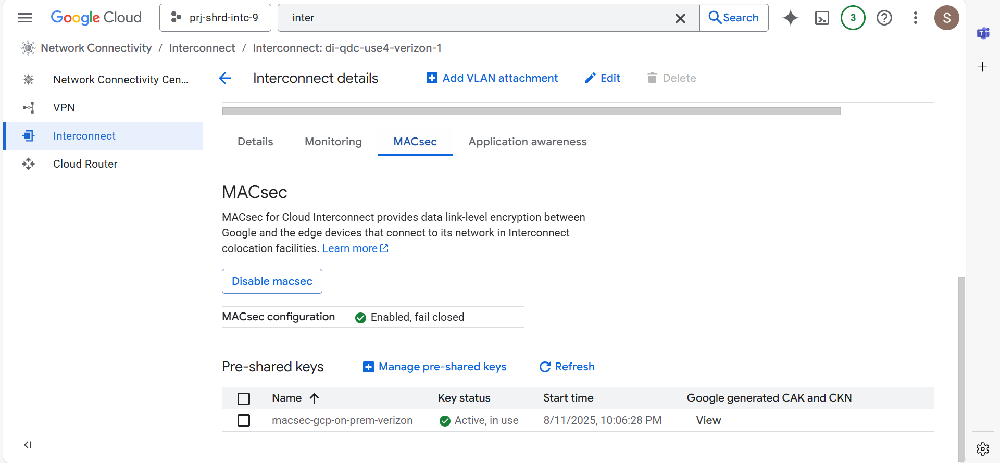 Google Cloud
prj-shrd-intc-9
inter
Search
3
S
Network Connectivity / Interconnect / Interconnect: di-qdc-use4-verizon-1
Network Connectivity Cen...
VPN
Interconnect
Cloud Router
Interconnect details
Add VLAN attachment
Edit
Delete
Details
Monitoring
MACsec
Application awareness
MACsec
MACsec for Cloud Interconnect provides data link-level encryption between
Google and the edge devices that connect to its network in Interconnect
colocation facilities. Learn more
Disable macsec
MACsec configuration Enabled, fail closed
Pre-shared keys
Manage pre-shared keys
Refresh
Name Key status Start time Google generated CAK and CKN
macsec-gcp-on-prem-verizon Active, in use 8/11/2025, 10:06:28 PM View